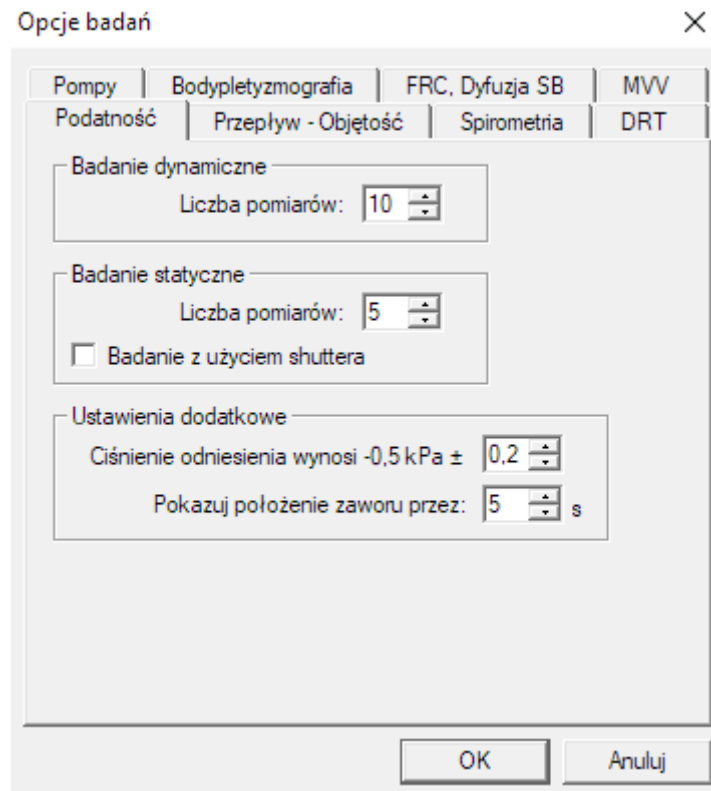 Opcje badań
Pompy Bodypletyzmografia FRC, Dyfuzja SB MVV
Podatność Przepływ - Objętość Spirometria DRT
Badanie dynamiczne
Liczba pomiarów: 10
Badanie statyczne
Liczba pomiarów: 5
Badanie z użyciem shuttera
Ustawienia dodatkowe
Ciśnienie odniesienia wynosi -0,5 kPa ± 0,2
Pokazuj położenie zaworu przez: 5 s
OK Anuluj